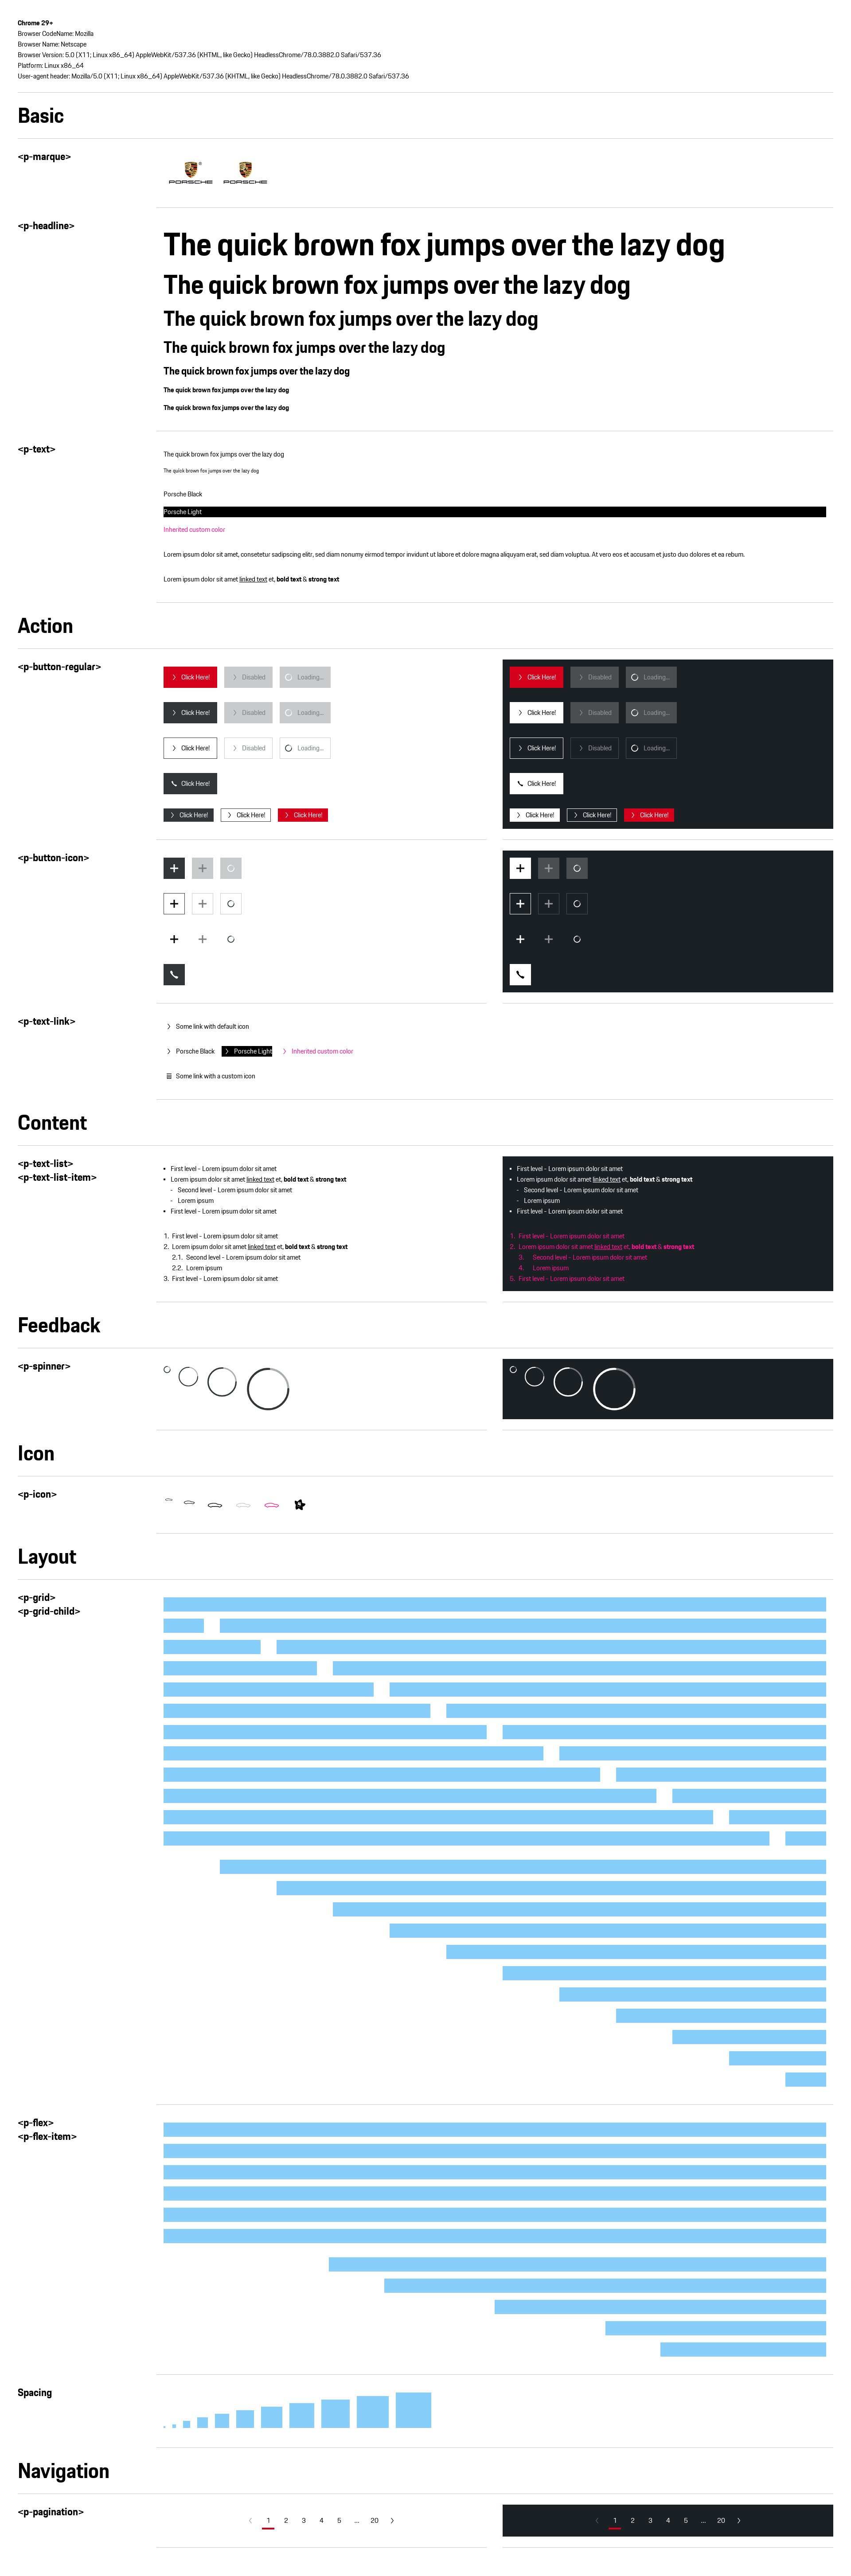 Chrome 29+
Browser CodeName: Mozilla
Browser Name: Netscape
Browser Version: 5.0 (X11; Linux x86_64) AppleWebKit/537.36 (KHTML, like Gecko) HeadlessChrome/78.0.3882.0 Safari/537.36
Platform: Linux x86_64
User-agent header: Mozilla/5.0 (X11; Linux x86_64) AppleWebKit/537.36 (KHTML, like Gecko) HeadlessChrome/78.0.3882.0 Safari/537.36
Basic
<p-marque>
PORSCHE PORSCHE
<p-headline>
The quick brown fox jumps over the lazy dog
The quick brown fox jumps over the lazy dog
The quick brown fox jumps over the lazy dog
The quick brown fox jumps over the lazy dog
The quick brown fox jumps over the lazy dog
The quick brown fox jumps over the lazy dog
The quick brown fox jumps over the lazy dog
<p-text>
The quick brown fox jumps over the lazy dog
The quick brown fox jumps over the lazy dog
Porsche Black
Porsche Light
Inherited custom color
Lorem ipsum dolor sit amet, consetetur sadipscing elitr, sed diam nonumy eirmod tempor invidunt ut labore et dolore magna aliquyam erat, sed diam voluptua. At vero eos et accusam et justo duo dolores et ea rebum.
Lorem ipsum dolor sit amet linked text et, bold text & strong text
Action
<p-button-regular>
Click Here! Disabled Loading...
Click Here! Disabled Loading...
Click Here! Disabled Loading...
Click Here!
Click Here! Click Here! Click Here!
Click Here! Disabled Loading...
Click Here! Disabled Loading...
Click Here! Disabled Loading...
Click Here!
Click Here! Click Here! Click Here!
<p-button-icon>
<p-text-link>
Some link with default icon
Porsche Black Porsche Light Inherited custom color
Some link with a custom icon
Content
<p-text-list>
<p-text-list-item>
• First level - Lorem ipsum dolor sit amet
• Lorem ipsum dolor sit amet linked text et, bold text & strong text
- Second level - Lorem ipsum dolor sit amet
- Lorem ipsum
• First level - Lorem ipsum dolor sit amet
1. First level - Lorem ipsum dolor sit amet
2. Lorem ipsum dolor sit amet linked text et, bold text & strong text
2.1. Second level - Lorem ipsum dolor sit amet
2.2. Lorem ipsum
3. First level - Lorem ipsum dolor sit amet
• First level - Lorem ipsum dolor sit amet
• Lorem ipsum dolor sit amet linked text et, bold text & strong text
- Second level - Lorem ipsum dolor sit amet
- Lorem ipsum
• First level - Lorem ipsum dolor sit amet
1. First level - Lorem ipsum dolor sit amet
2. Lorem ipsum dolor sit amet linked text et, bold text & strong text
3. Second level - Lorem ipsum dolor sit amet
4. Lorem ipsum
5. First level - Lorem ipsum dolor sit amet
Feedback
<p-spinner>
Icon
<p-icon>
Layout
<p-grid>
<p-grid-child>
<p-flex>
<p-flex-item>
Spacing
Navigation
<p-pagination>
1 2 3 4 5 ... 20
1 2 3 4 5 ... 20